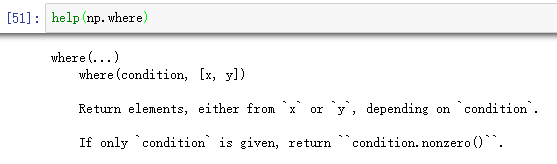 [51]: help(np.where)
where(...)
where(condition, [x, y])
Return elements, either from `x` or `y`, depending on `condition`.
If only `condition` is given, return ``condition.nonzero()``.